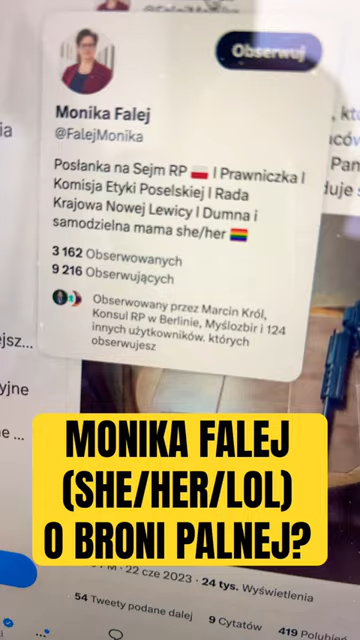 Obserwuj
Monika Falej
@FalejMonika
Posłanka na Sejm RP 🇵🇱 I Prawniczka I
Komisja Etyki Poselskiej I Rada
Krajowa Nowej Lewicy I Dumna i
samodzielna mama she/her 🏳️‍🌈
3 162 Obserwowanych
9 216 Obserwujących
Obserwowany przez Marcin Król,
Konsul RP w Berlinie, Myślozbir i 124
innych użytkowników. których
obserwujesz
MONIKA FALEJ
(SHE/HER/LOL)
O BRONI PALNEJ?
22 cze 2023 · 24 tys. Wyświetlenia
54 Tweety podane dalej
9 Cytatów
419